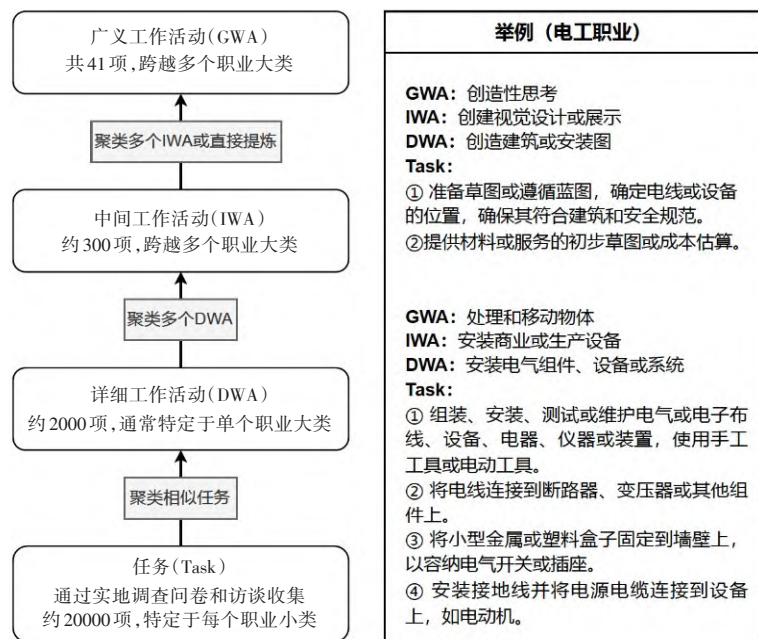 广义工作活动(GWA)
共41项,跨越多个职业大类
聚类多个IWA或直接提炼
中间工作活动(IWA)
约300项,跨越多个职业大类
聚类多个DWA
详细工作活动(DWA)
约2000项,通常特定于单个职业大类
聚类相似任务
任务(Task)
通过实地调查问卷和访谈收集
约20000项,特定于每个职业小类
举例（电工职业）
GWA：创造性思考
IWA：创建视觉设计或展示
DWA：创造建筑或安装图
Task：
① 准备草图或遵循蓝图，确定电线或设备
的位置，确保其符合建筑和安全规范。
②提供材料或服务的初步草图或成本估算。
GWA：处理和移动物体
IWA：安装商业或生产设备
DWA：安装电气组件、设备或系统
Task：
① 组装、安装、测试或维护电气或电子布
线、设备、电器、仪器或装置，使用手工
工具或电动工具。
② 将电线连接到断路器、变压器或其他组
件上。
③ 将小型金属或塑料盒子固定到墙壁上，
以容纳电气开关或插座。
④ 安装接地线并将电源电缆连接到设备
上，如电动机。